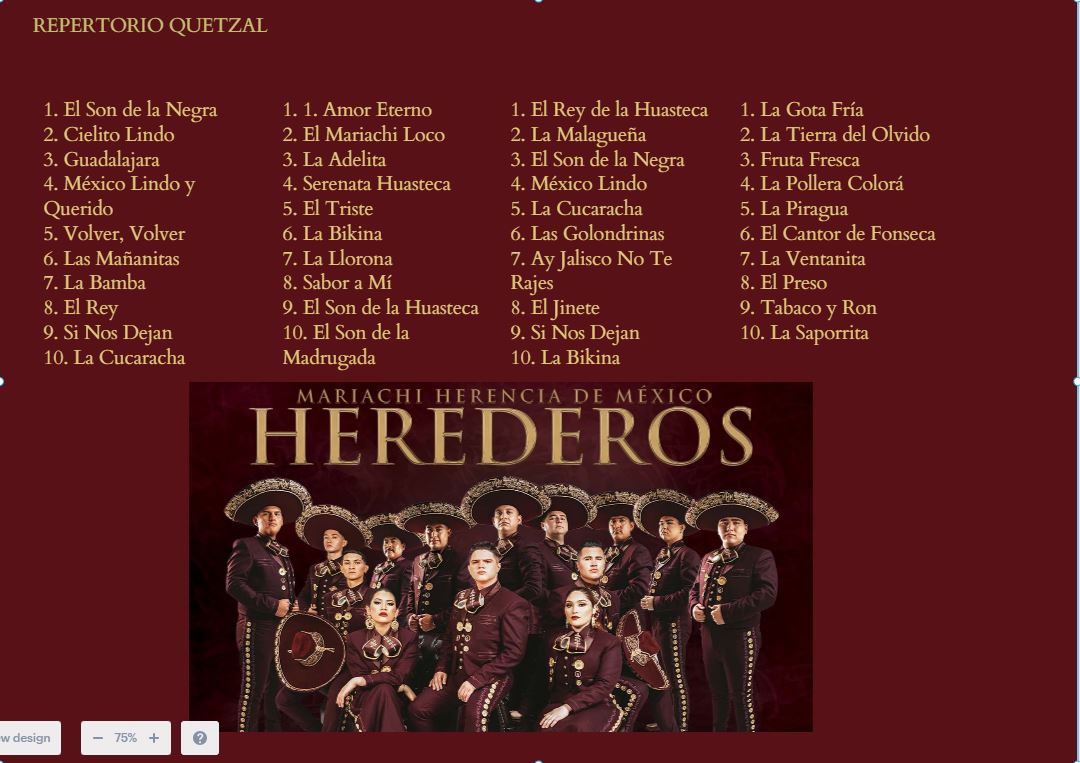 REPERTORIO QUETZAL
1. El Son de la Negra
2. Cielito Lindo
3. Guadalajara
4. México Lindo y
Querido
5. Volver, Volver
6. Las Mañanitas
7. La Bamba
8. El Rey
9. Si Nos Dejan
10. La Cucaracha
1. 1. Amor Eterno
2. El Mariachi Loco
3. La Adelita
4. Serenata Huasteca
5. El Triste
6. La Bikina
7. La Llorona
8. Sabor a Mí
9. El Son de la Huasteca
10. El Son de la
Madrugada
1. El Rey de la Huasteca
2. La Malagueña
3. El Son de la Negra
4. México Lindo
5. La Cucaracha
6. Las Golondrinas
7. Ay Jalisco No Te
Rajes
8. El Jinete
9. Si Nos Dejan
10. La Bikina
1. La Gota Fría
2. La Tierra del Olvido
3. Fruta Fresca
4. La Pollera Colorá
5. La Piragua
6. El Cantor de Fonseca
7. La Ventanita
8. El Preso
9. Tabaco y Ron
10. La Saporrita
MARIACHI HERENCIA DE MÉXICO
HEREDEROS
w design
− 75% +
?